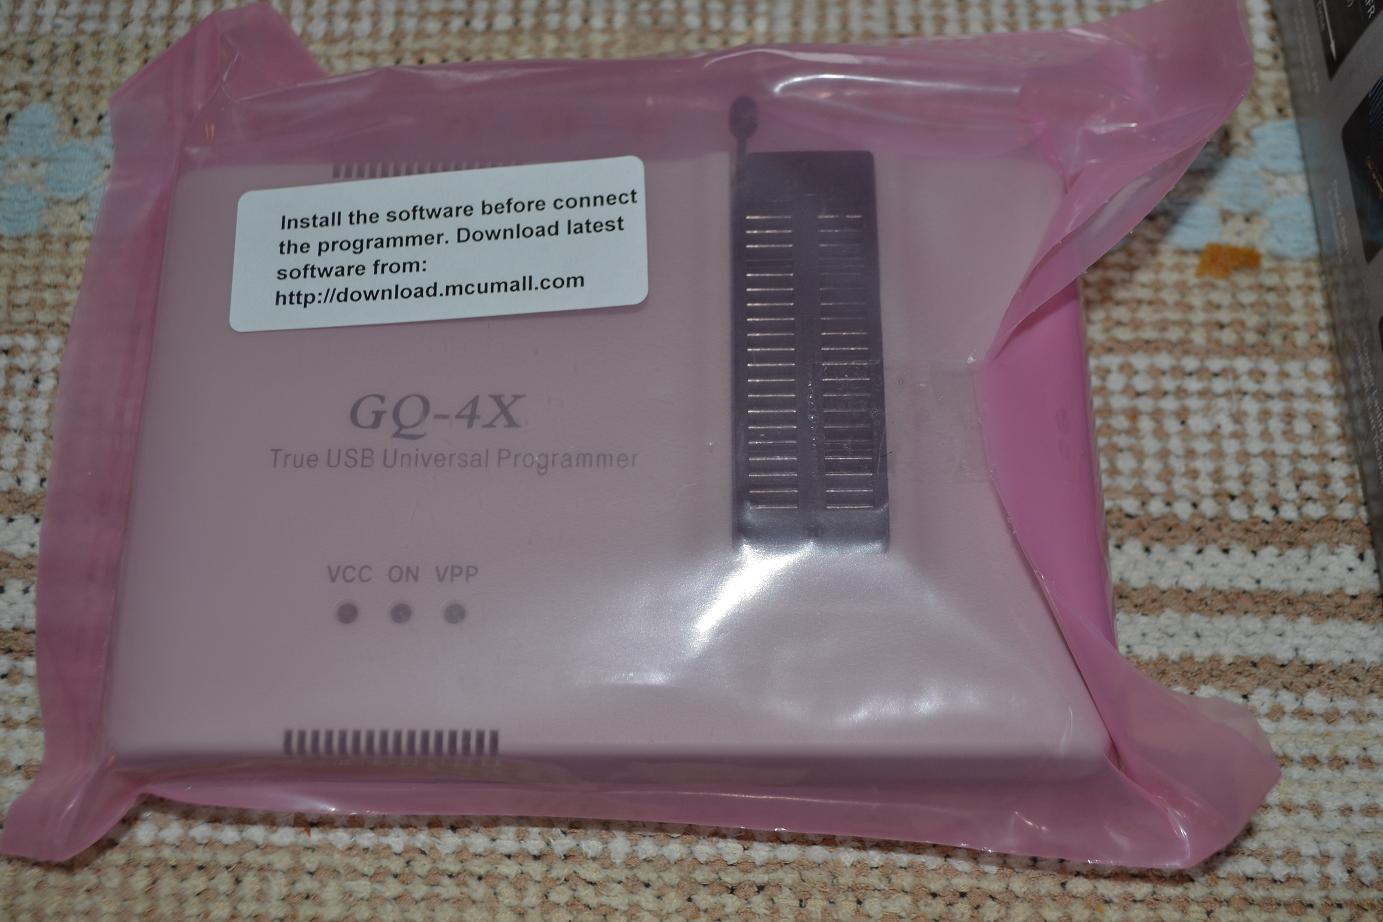 Install the software before connect
the programmer. Download latest
software from:
http://download.mcumall.com
GQ-4X
True USB Universal Programmer
VCC ON VPP